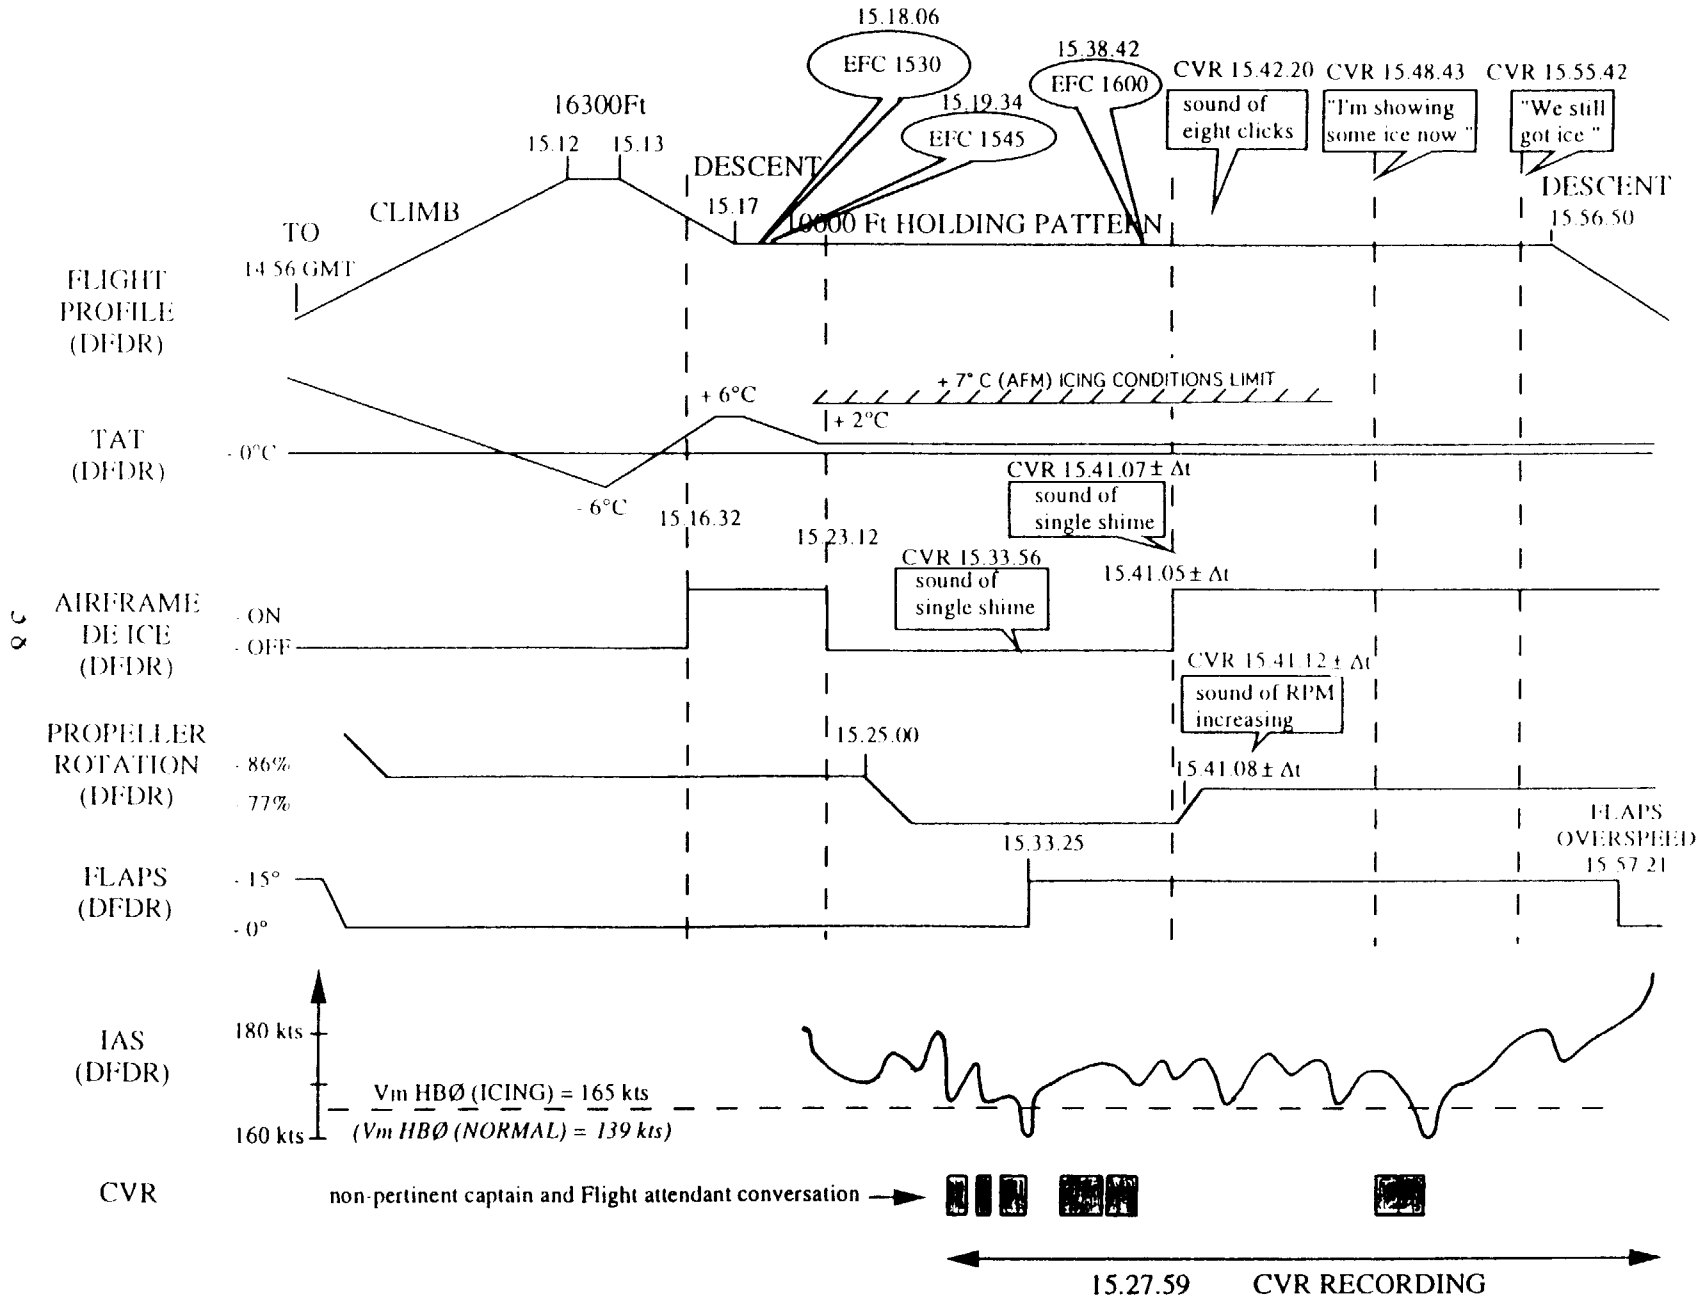 15.18.06
EFC 1530
15.38.42
EFC 1600
CVR 15.42.20
CVR 15.48.43
CVR 15.55.42
16300Ft
15.19.34
EFC 1545
sound of
eight clicks
"I'm showing
some ice now "
"We still
got ice "
15.12
15.13
DESCENT
DESCENT
15.56.50
CLIMB
15.17
10000 Ft HOLDING PATTERN
TO
14 56 GMT
FLIGHT
PROFILE
(DFDR)
+ 7° C (AFM) ICING CONDITIONS LIMIT
+ 6°C
+ 2°C
TAT
(DFDR)
- 0°C
- 6°C
15.16.32
15.23.12
CVR 15.41.07 ± Δt
sound of
single shime
CVR 15.33.56
sound of
single shime
15.41.05 ± Δt
AIRFRAME
DE ICE
(DFDR)
- ON
- OFF
CVR 15.41.12 ± Δt
sound of RPM
increasing
PROPELLER
ROTATION
(DFDR)
- 86%
- 77%
15.25.00
15.41.08 ± Δt
15.33.25
FLAPS
OVERSPEED
15 57 21
FLAPS
(DFDR)
- 15°
- 0°
IAS
(DFDR)
180 kts
Vm HBØ (ICING) = 165 kts
160 kts
(Vm HBØ (NORMAL) = 139 kts)
CVR
non-pertinent captain and Flight attendant conversation
15.27.59
CVR RECORDING